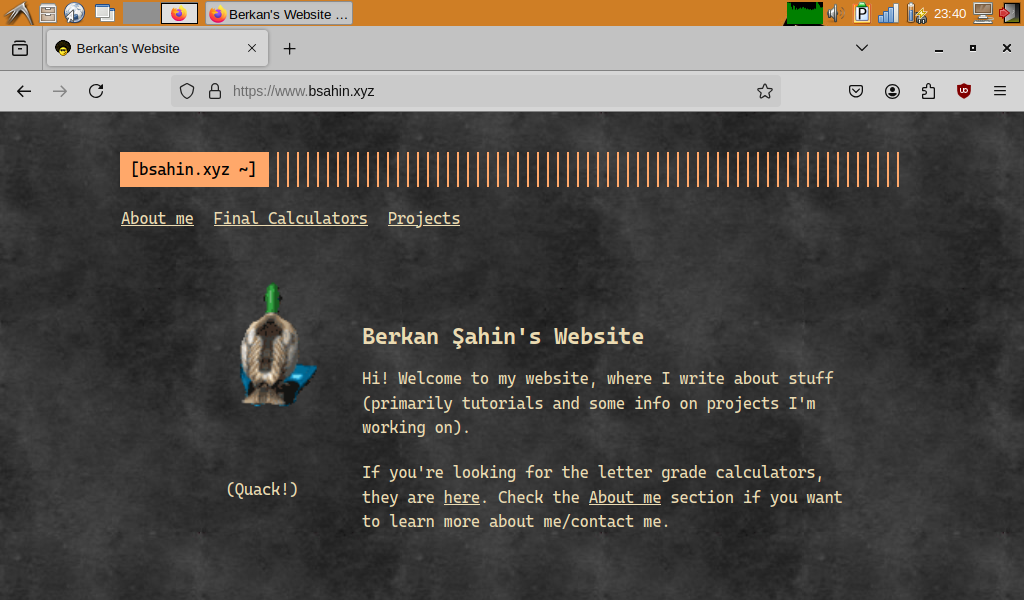 Berkan's Website ...
P
23:40
Berkan's Website
https://www.bsahin.xyz
[bsahin.xyz ~]
About me Final Calculators Projects
Berkan Şahin's Website
Hi! Welcome to my website, where I write about stuff
(primarily tutorials and some info on projects I'm
working on).
(Quack!)
If you're looking for the letter grade calculators,
they are here. Check the About me section if you want
to learn more about me/contact me.